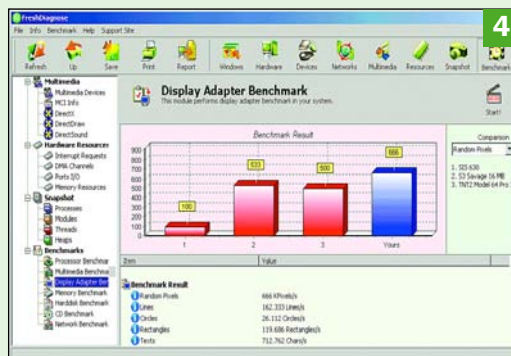 FreshDiagnose
4
File Info Benchmark Help Support Site
Refresh Up Save Print Report Windows Hardware Devices Networks Multimedia Resources Snapshot Benchmark
Multimedia
Multimedia Devices
MCI Info
DirectX
DirectDraw
DirectSound
Hardware Resources
Interrupt Requests
DMA Channels
Ports I/O
Memory Resources
Snapshot
Processes
Modules
Threads
Heaps
Benchmarks
Processor Benchmar
Multimedia Benchma
Display Adapter Ber
Memory Benchmark
Harddisk Benchmark
CD Benchmark
Network Benchmark
Display Adapter Benchmark
This module performs display adapter benchmark in your system.
Start!
Benchmark Result
900
800
700
600
500
400
300
200
100
0
100
533
500
666
1 2 3 Yours
Comparison
Random Pixels
1. SIS 630
2. S3 Savage 16 MB
3. TNT2 Model 64 Pro
Item Value
Benchmark Result
Random Pixels 666 KPixels/s
Lines 162.333 Lines/s
Circles 26.112 Circles/s
Rectangles 119.686 Rectangles/s
Texts 712.762 Chars/s